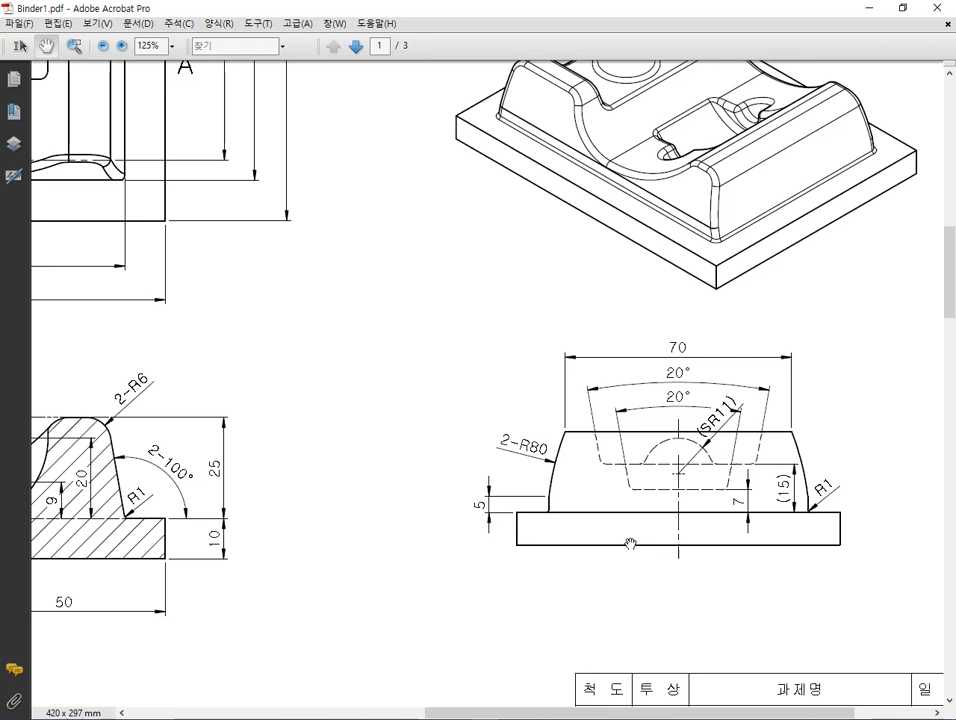 Binder1.pdf - Adobe Acrobat Pro
파일(F) 편집(E) 보기(V) 문서(D) 주석(C) 양식(R) 도구(T) 고급(A) 창(W) 도움말(H)
125% 찾기 1 / 3
A
70
20°
20°
(SR11)
2-R80
5
7
(15)
R1
2-R6
2-100°
R1
25
20
9
10
50
척 도 투 상 과제명 일
420 x 297 mm